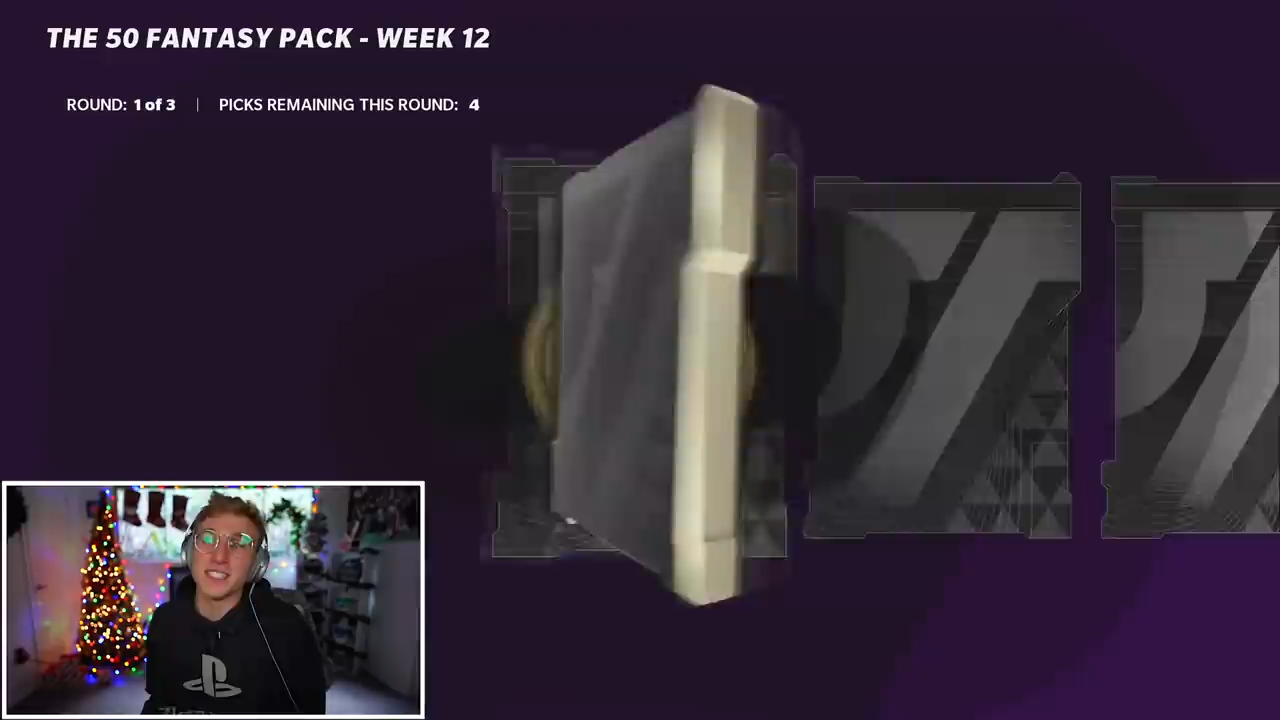 THE 50 FANTASY PACK - WEEK 12
ROUND: 1 of 3 | PICKS REMAINING THIS ROUND: 4